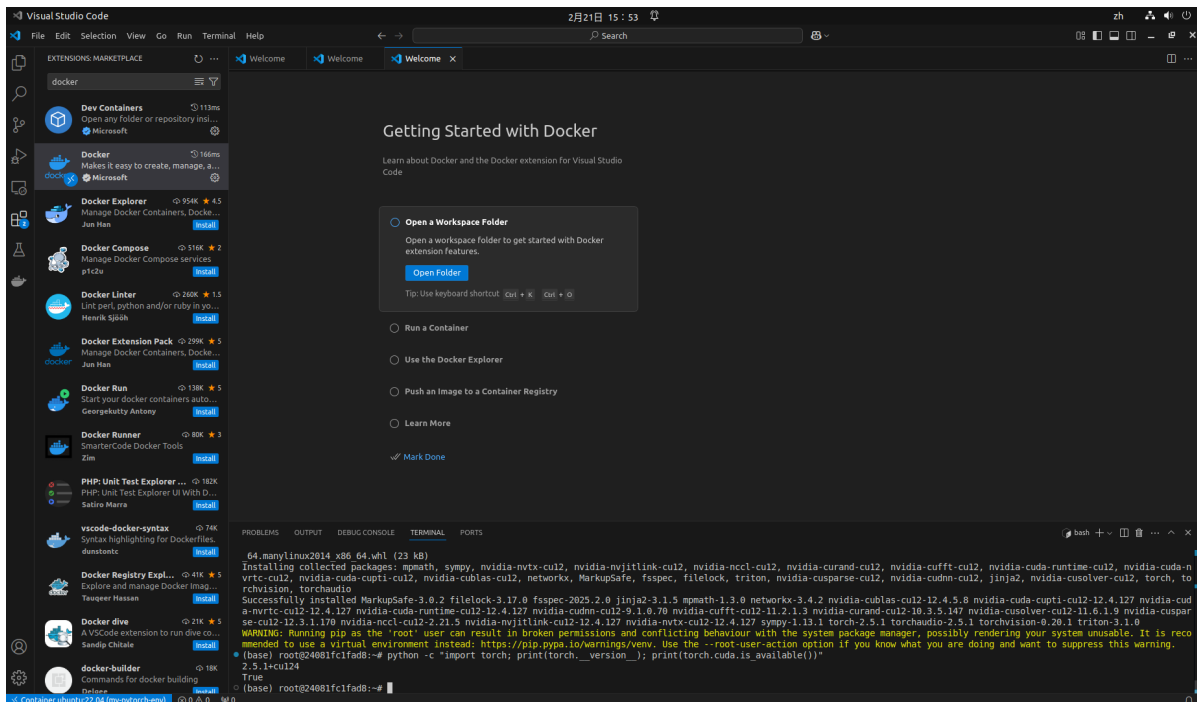 Visual Studio Code
2月21日 15：53
zh
File Edit Selection View Go Run Terminal Help
Search
EXTENSIONS: MARKETPLACE
docker
Dev Containers
113ms
Open any folder or repository insi...
Microsoft
Docker
166ms
Makes it easy to create, manage, a...
Microsoft
Docker Explorer
954K ★ 4.5
Manage Docker Containers, Docke...
Jun Han
Install
Docker Compose
516K ★ 2
Manage Docker Compose services
p1c2u
Install
Docker Linter
260K ★ 1.5
Lint perl, python and/or ruby in yo...
Henrik Sjööh
Install
Docker Extension Pack
299K ★ 5
Manage Docker Containers, Docke...
Jun Han
Install
Docker Run
138K ★ 5
Start your docker containers auto...
Georgekutty Antony
Install
Docker Runner
80K ★ 3
SmarterCode Docker Tools
Zim
Install
PHP: Unit Test Explorer ...
182K
PHP: Unit Test Explorer UI With D...
Satiro Marra
Install
vscode-docker-syntax
74K
Syntax highlighting for Dockerfiles.
dunstontc
Install
Docker Registry Expl...
41K ★ 5
Explore and manage Docker Imag...
Tauqeer Hassan
Install
Docker dive
21K ★ 5
A VSCode extension to run dive co...
Sandip Chitale
Install
docker-builder
18K
Commands for docker building
Delgee
Install
Welcome
Welcome
Welcome
Getting Started with Docker
Learn about Docker and the Docker extension for Visual Studio
Code
Open a Workspace Folder
Open a workspace folder to get started with Docker
extension features.
Open Folder
Tip: Use keyboard shortcut Ctrl + K Ctrl + O
Run a Container
Use the Docker Explorer
Push an Image to a Container Registry
Learn More
Mark Done
PROBLEMS OUTPUT DEBUG CONSOLE TERMINAL PORTS
bash
_64.manylinux2014_x86_64.whl (23 kB)
Installing collected packages: mpmath, sympy, nvidia-nvtx-cu12, nvidia-nvjitlink-cu12, nvidia-nccl-cu12, nvidia-curand-cu12, nvidia-cufft-cu12, nvidia-cuda-runtime-cu12, nvidia-cuda-n
vrtc-cu12, nvidia-cuda-cupti-cu12, nvidia-cublas-cu12, networkx, MarkupSafe, fsspec, filelock, triton, nvidia-cusparse-cu12, nvidia-cudnn-cu12, jinja2, nvidia-cusolver-cu12, torch, to
rchvision, torchaudio
Successfully installed MarkupSafe-3.0.2 filelock-3.17.0 fsspec-2025.2.0 jinja2-3.1.5 mpmath-1.3.0 networkx-3.4.2 nvidia-cublas-cu12-12.4.5.8 nvidia-cuda-cupti-cu12-12.4.127 nvidia-cud
a-nvrtc-cu12-12.4.127 nvidia-cuda-runtime-cu12-12.4.127 nvidia-cudnn-cu12-9.1.0.70 nvidia-cufft-cu12-11.2.1.3 nvidia-curand-cu12-10.3.5.147 nvidia-cusolver-cu12-11.6.1.9 nvidia-cuspar
se-cu12-12.3.1.170 nvidia-nccl-cu12-2.21.5 nvidia-nvjitlink-cu12-12.4.127 nvidia-nvtx-cu12-12.4.127 sympy-1.13.1 torch-2.5.1 torchaudio-2.5.1 torchvision-0.20.1 triton-3.1.0
WARNING: Running pip as the 'root' user can result in broken permissions and conflicting behaviour with the system package manager, possibly rendering your system unusable. It is reco
mmended to use a virtual environment instead: https://pip.pypa.io/warnings/venv. Use the --root-user-action option if you know what you are doing and want to suppress this warning.
(base) root@24081fc1fad8:~# python -c "import torch; print(torch.__version__); print(torch.cuda.is_available())"
2.5.1+cu124
True
(base) root@24081fc1fad8:~#
Container ubuntu:22.04 (my-pytorch-env) 0 0 0